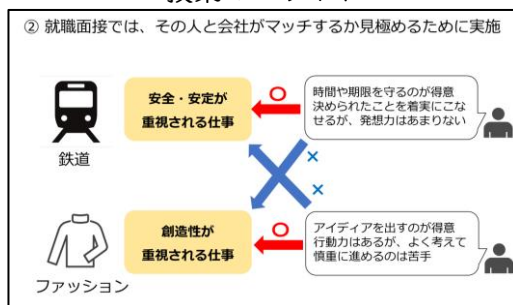 ② 就職面接では、その人と会社がマッチするか見極めるために実施
安全・安定が
重視される仕事
○
時間や期限を守るのが得意
決められたことを着実にこな
せるが、発想力はあまりない
鉄道
×
×
創造性が
重視される仕事
○
アイディアを出すのが得意
行動力はあるが、よく考えて
慎重に進めるのは苦手
ファッション